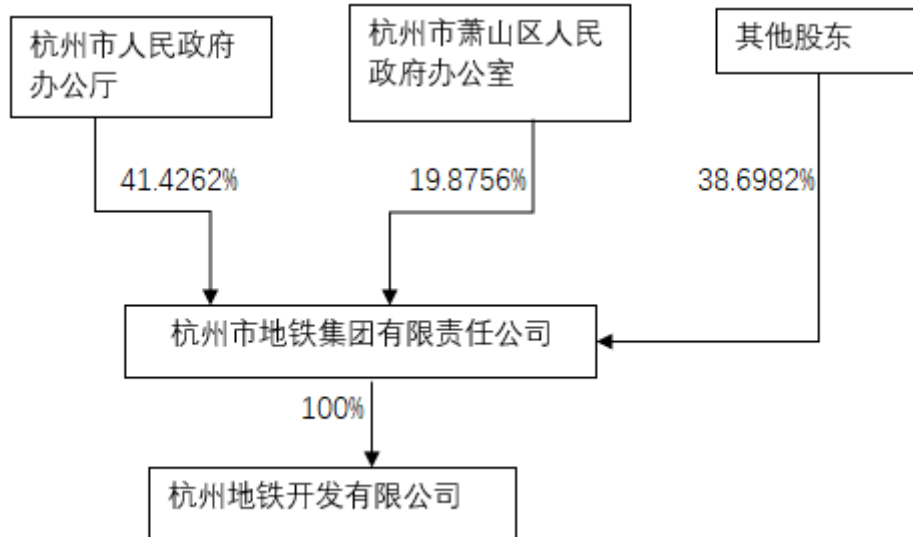 杭州市人民政府
办公厅
杭州市萧山区人民
政府办公室
其他股东
41.4262%
19.8756%
38.6982%
杭州市地铁集团有限责任公司
100%
杭州地铁开发有限公司